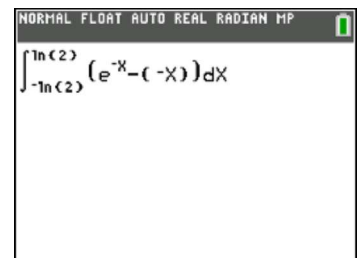 NORMAL FLOAT AUTO REAL RADIAN MP
∫_{-ln(2)}^{ln(2)} (e^{-X}-(-X))dX